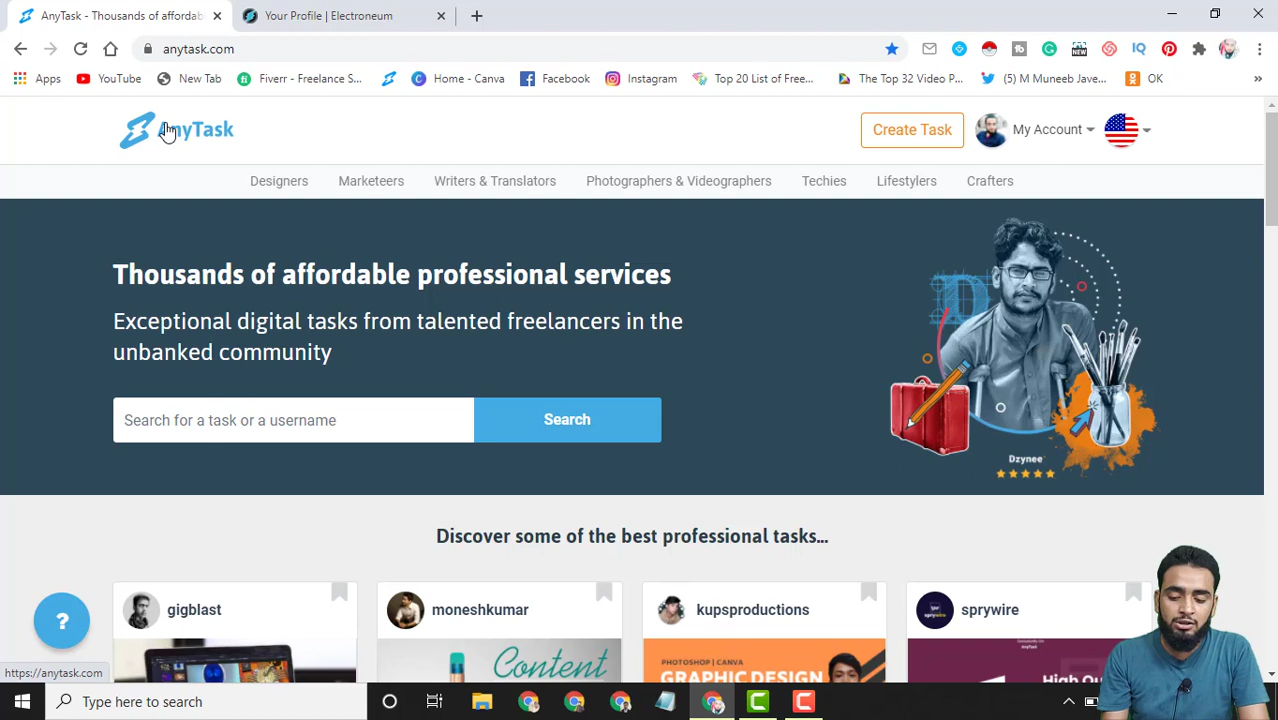 AnyTask - Thousands of affordab
Your Profile | Electroneum
anytask.com
Apps
YouTube
New Tab
Fiverr - Freelance S...
Home - Canva
Facebook
Instagram
Top 20 List of Free...
The Top 32 Video P...
(5) M Muneeb Jave...
OK
AnyTask
Create Task
My Account
Designers
Marketeers
Writers & Translators
Photographers & Videographers
Techies
Lifestylers
Crafters
Thousands of affordable professional services
Exceptional digital tasks from talented freelancers in the
unbanked community
Search for a task or a username
Search
Dzynee
Discover some of the best professional tasks...
gigblast
moneshkumar
kupsproductions
sprywire
Content
PHOTOSHOP | CANVA
GRAPHIC DESIGN
AnyTask
High Qu
?
https://anytask.com
Type here to search